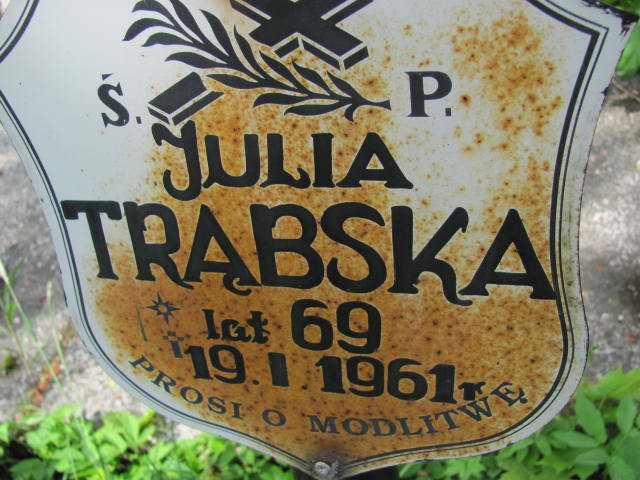 Ś. P.
JULIA
TRĄBSKA
lat 69
19.I.1961r.
PROSI O MODLITWĘ